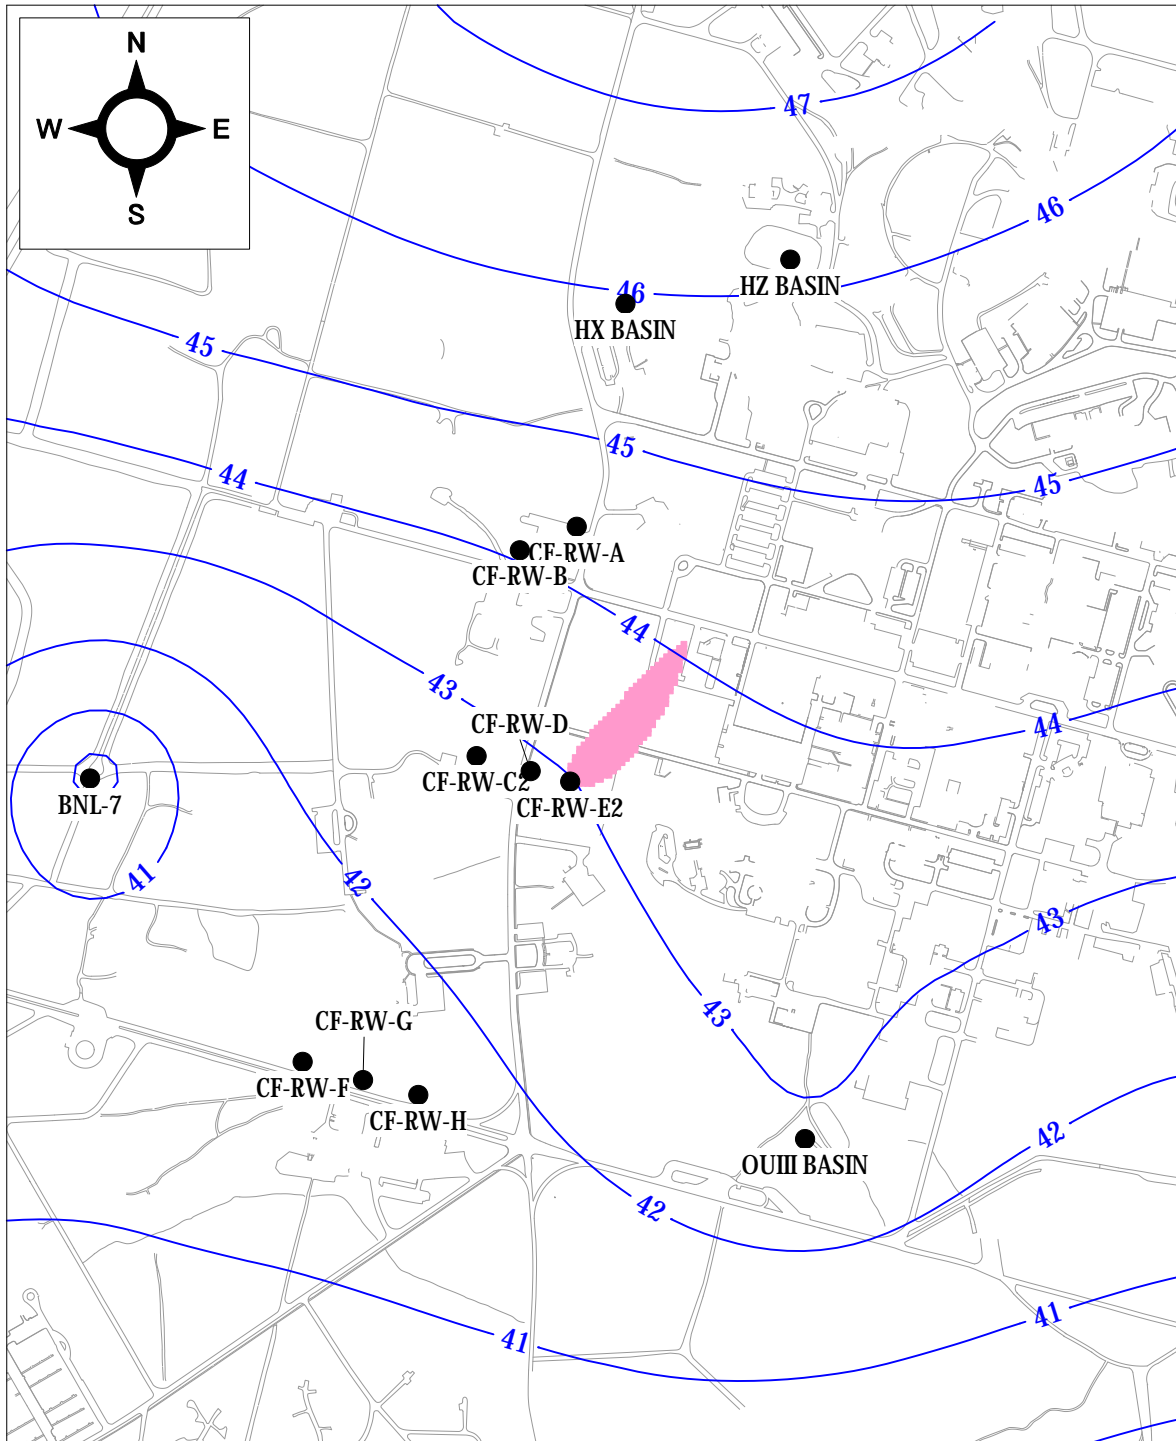 N
W E
S
47
46
HZ BASIN
46
HX BASIN
45
45
44
45
CF-RW-A
CF-RW-B
44
43
CF-RW-D
44
CF-RW-C2
BNL-7
CF-RW-E2
41
42
43
43
CF-RW-G
CF-RW-F
CF-RW-H
42
OUIII BASIN
42
41
41